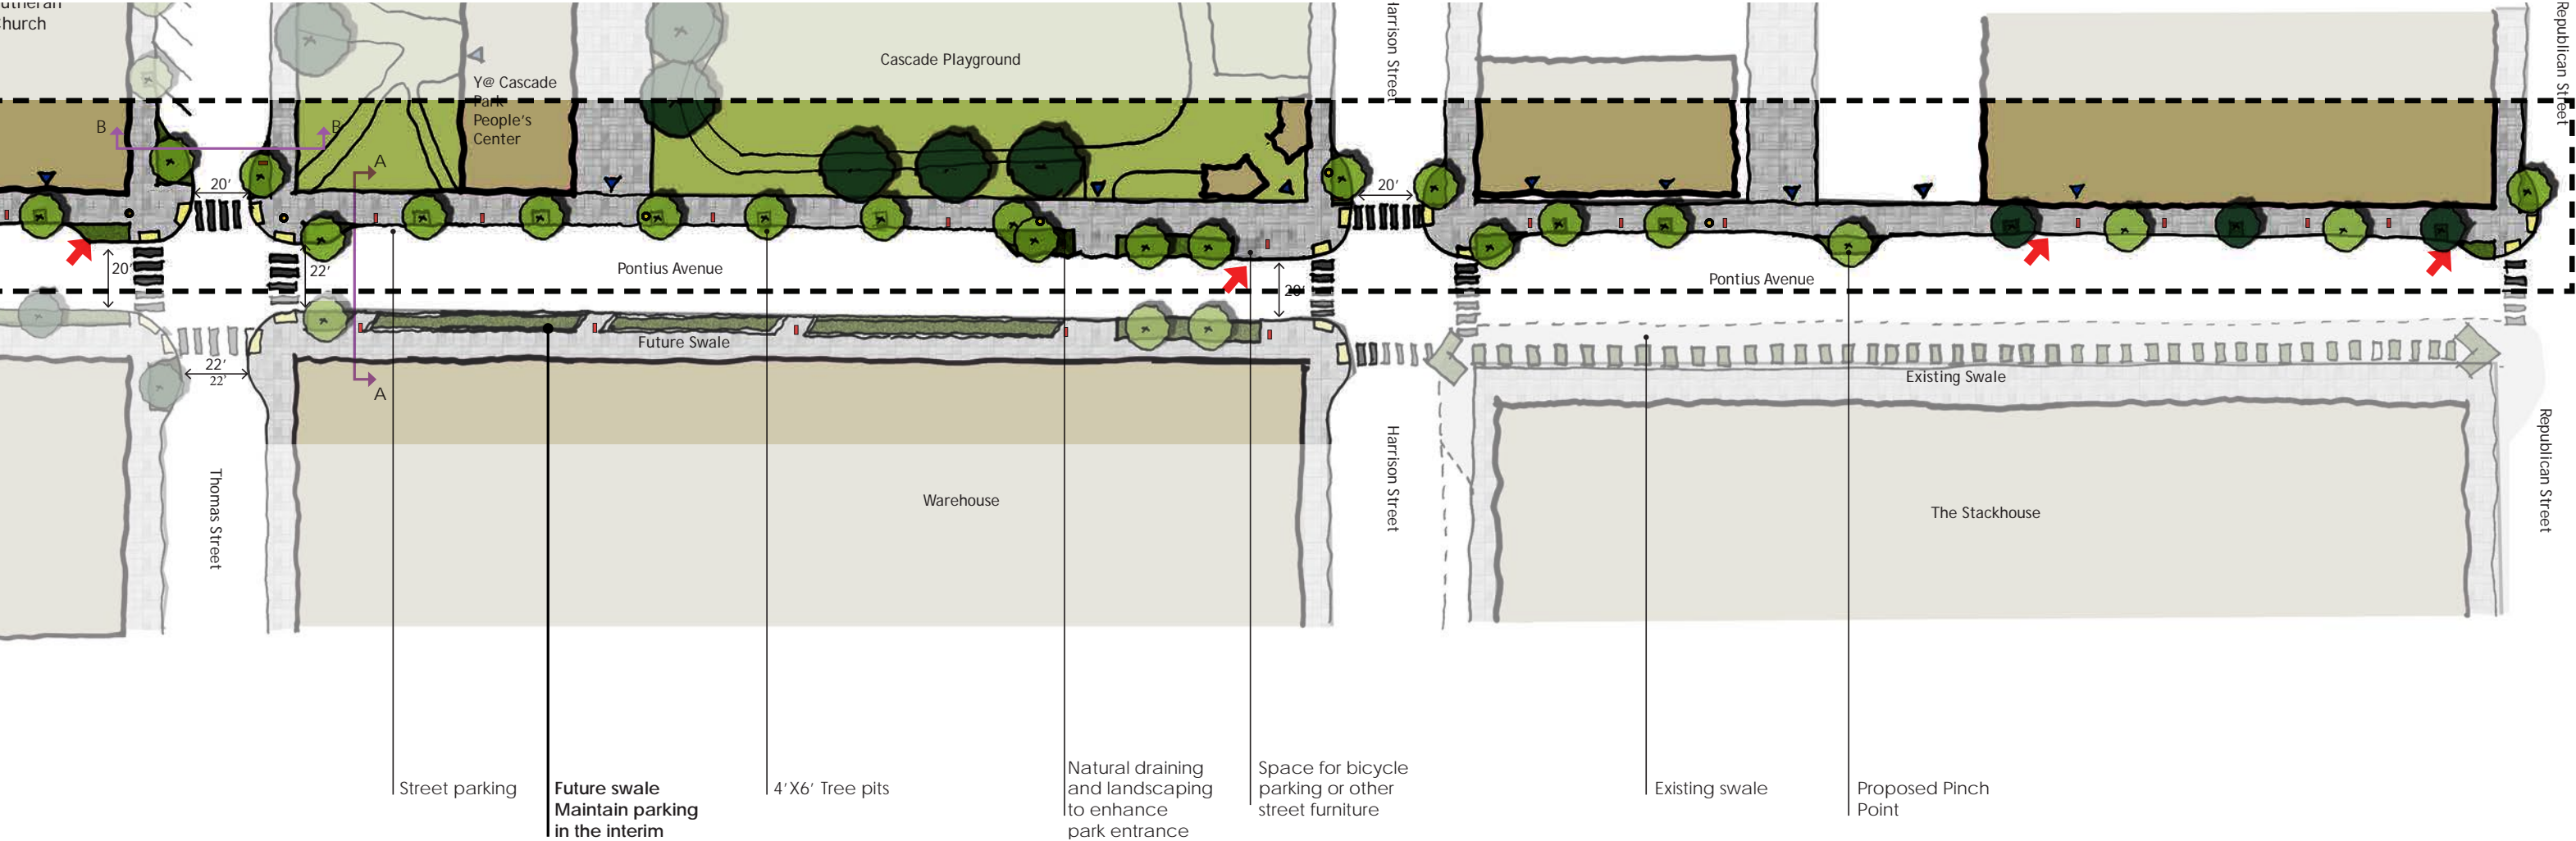 utheran
hurch
Cascade Playground
Harrison Street
Republican Street
Y@ Cascade
Park
People's
Center
B
B
A
20'
20'
20'
22'
Pontius Avenue
Pontius Avenue
20'
Future Swale
22'
22'
A
Existing Swale
Thomas Street
Harrison Street
Republican Street
Warehouse
The Stackhouse
Street parking
Future swale
Maintain parking
in the interim
4'X6' Tree pits
Natural draining
and landscaping
to enhance
park entrance
Space for bicycle
parking or other
street furniture
Existing swale
Proposed Pinch
Point